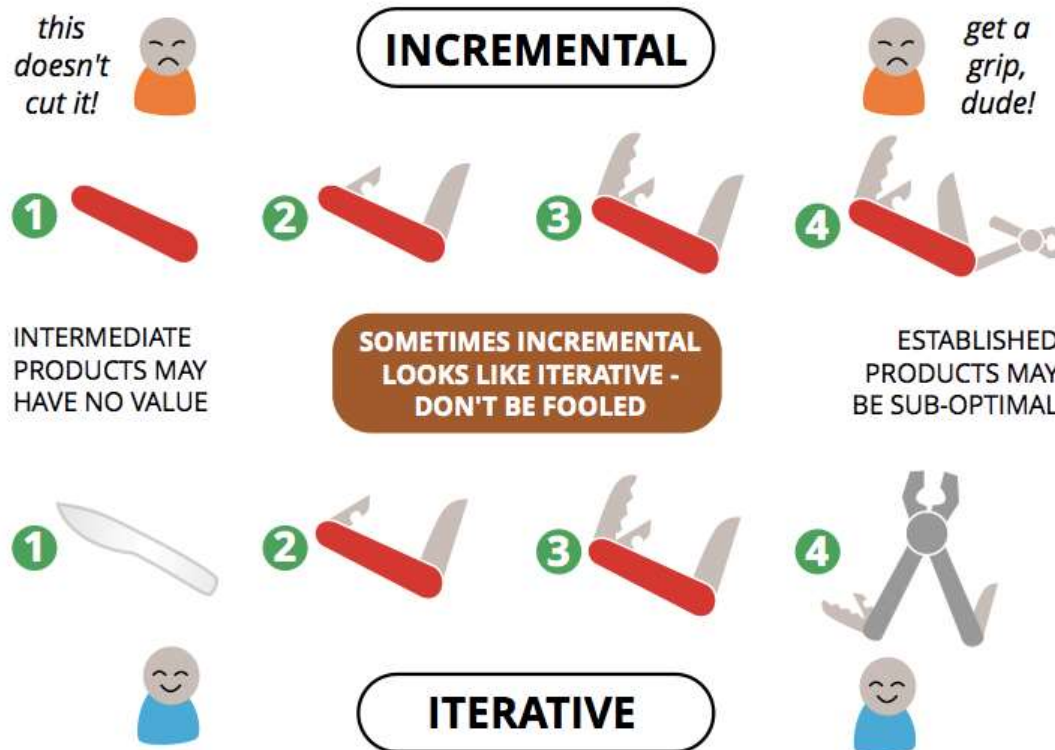 this
doesn't
cut it!
INCREMENTAL
get a
grip,
dude!
1
2
3
4
INTERMEDIATE
PRODUCTS MAY
HAVE NO VALUE
SOMETIMES INCREMENTAL
LOOKS LIKE ITERATIVE -
DON'T BE FOOLED
ESTABLISHED
PRODUCTS MAY
BE SUB-OPTIMAL
1
2
3
4
ITERATIVE